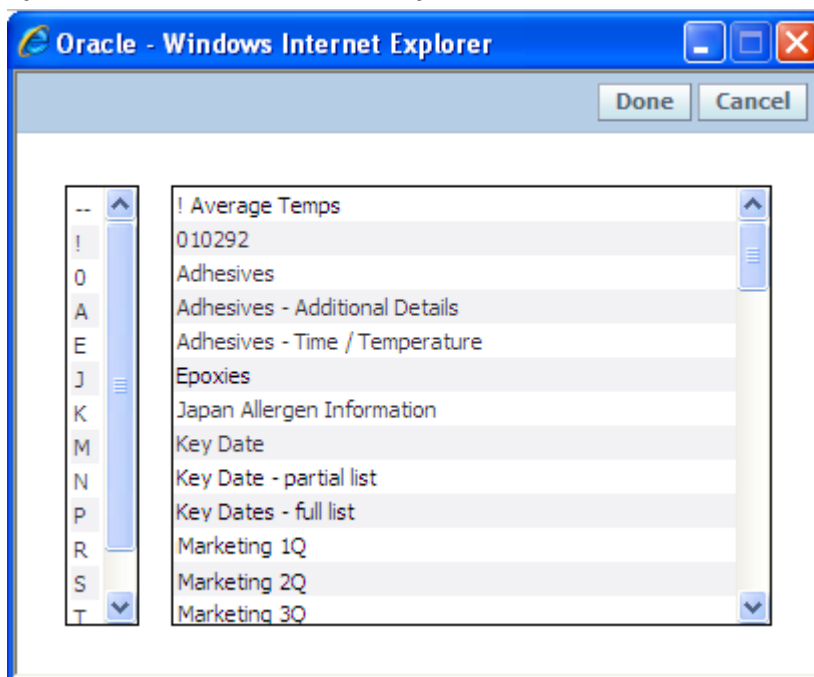 Oracle - Windows Internet Explorer
Done Cancel
--
!
0
A
E
J
K
M
N
P
R
S
T
! Average Temps
010292
Adhesives
Adhesives - Additional Details
Adhesives - Time / Temperature
Epoxies
Japan Allergen Information
Key Date
Key Date - partial list
Key Dates - full list
Marketing 1Q
Marketing 2Q
Marketing 3Q